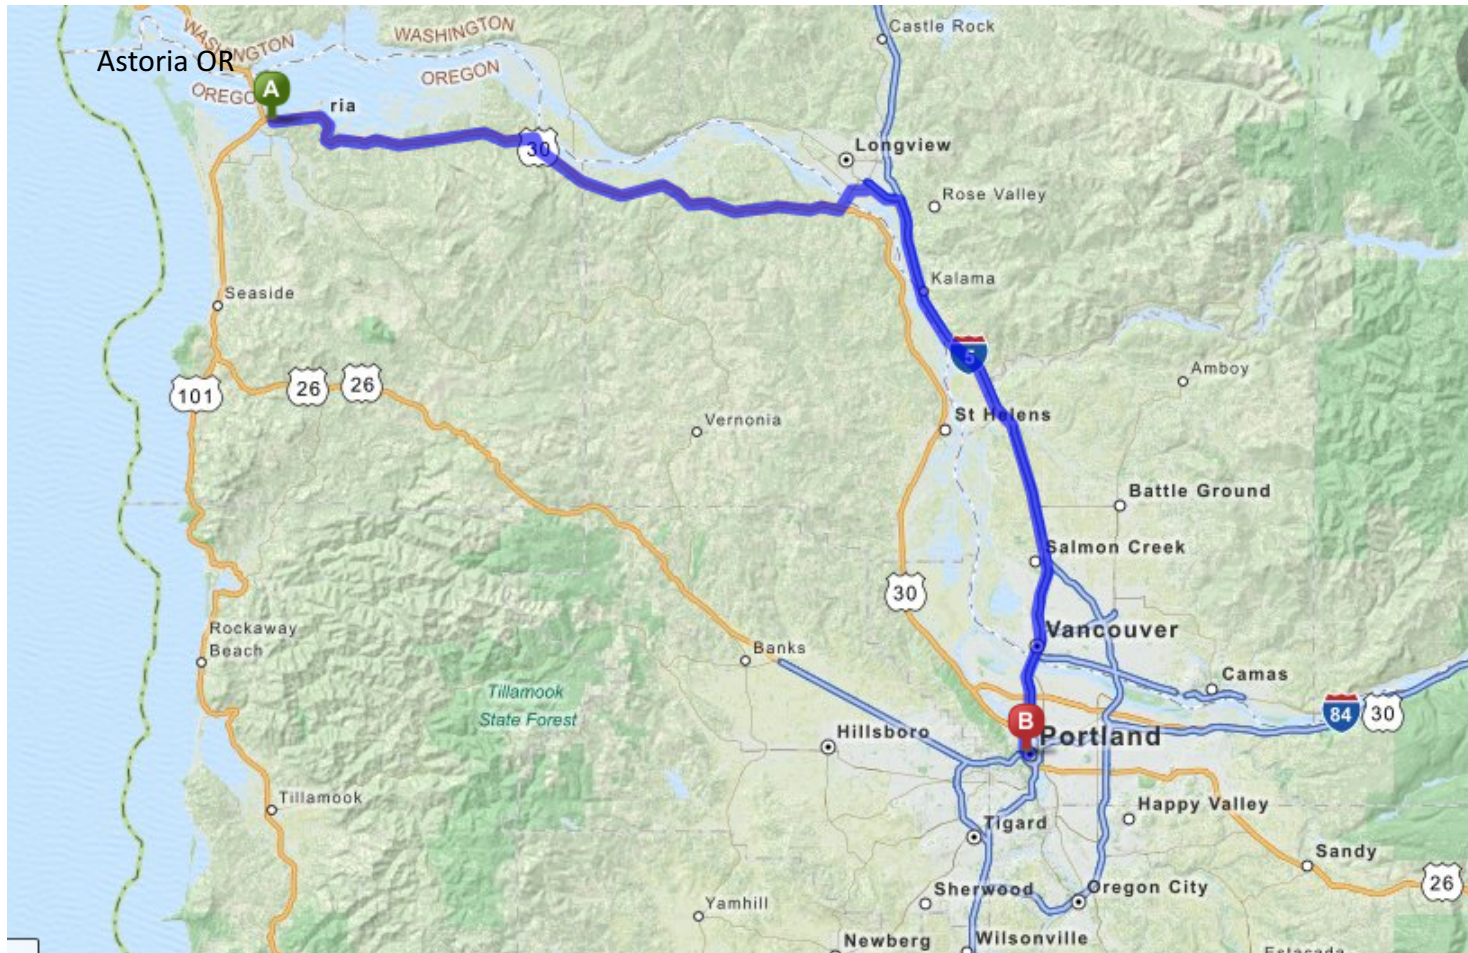 Castle Rock
WASHINGTON
WASHINGTON
Astoria OR
OREGON
OREGO
A
ria
30
Longview
Rose Valley
Kalama
Seaside
5
Amboy
101
26
26
Vernonia
St Helens
Battle Ground
Salmon Creek
30
Rockaway
Beach
Vancouver
Banks
Camas
Tillamook
State Forest
84
30
B
Hillsboro
Portland
Tillamook
Happy Valley
Tigard
Sandy
26
Sherwood
Oregon City
Yamhill
Newberg
Wilsonville
Estacada